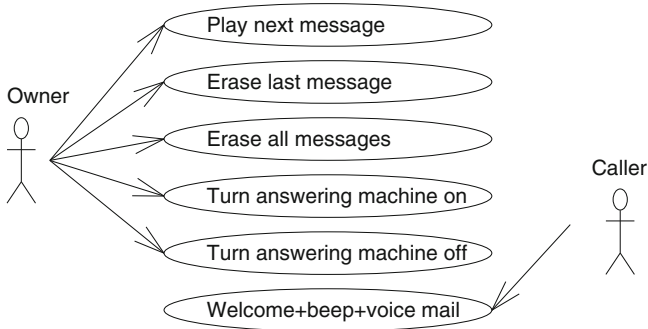 Play next message
Erase last message
Owner
Erase all messages
Caller
Turn answering machine on
Turn answering machine off
Welcome+beep+voice mail